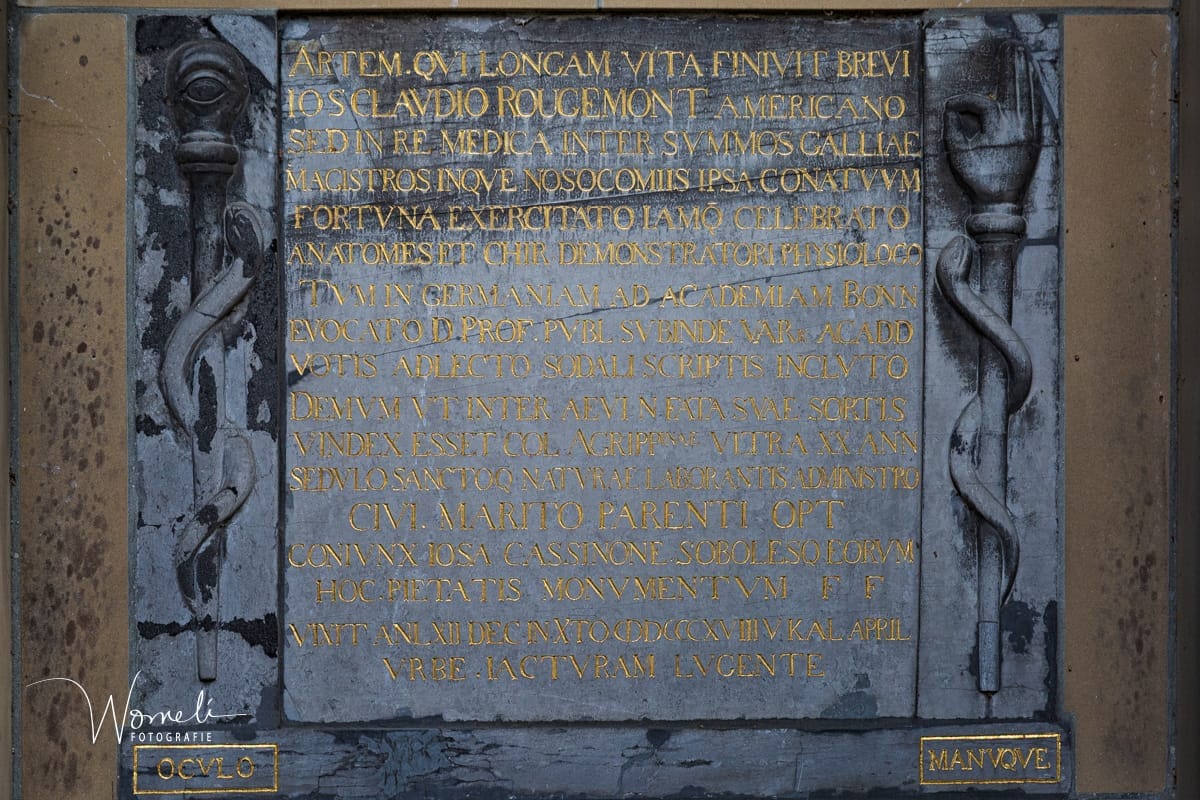 ARTEM. QVI LONGAM VITA FINIVIT BREVI
IOS CLAVDIO ROUGEMONT AMERICANO
SED IN RE MEDICA INTER SVMMOS GALLIAE
MAGISTROS INQVE NOSOCOMIIS IPSA CONATVVM
FORTVNA EXERCITATO IAMQ̄ CELEBRATO
ANATOMES ET CHIR DEMONSTRATORI PHYSIOLOGO
TVM IN GERMANIAM AD ACADEMIAM BONN
EVOCATO D PROF. PVBL SVBINDE VAR. ACADD
VOTIS ADLECTO SODALI SCRIPTIS INCLVTO
DEMVM VT INTER AEVI N FATA SVAE SORTIS
VINDEX ESSET COL AGRIPPINAE VLTRA XX ANN
SEDVLO SANCTOQ NATVRAE LABORANTIS ADMINISTRO
CIVI. MARITO PARENTI OPT
CONIVNX IOSA CASSINONE SOBOLESQ EORVM
HOC. PIETATIS MONVMENTVM F F
VIXIT AN LXII DEC IN XTO CIƆIƆCCCXVIII V KAL APRIL
VRBE. IACTVRAM LVGENTE
Womeli
FOTOGRAFIE
OCVLO
MANVQVE